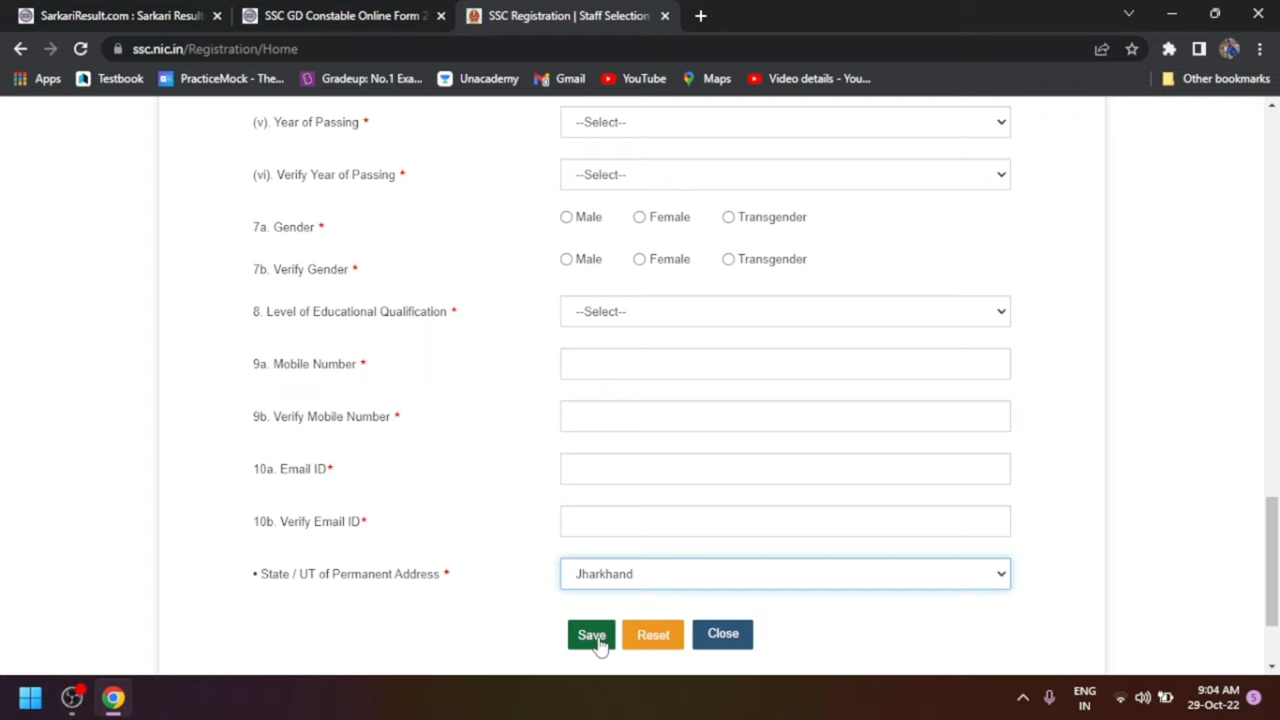 SarkariResult.com : Sarkari Result
SSC GD Constable Online Form 2
SSC Registration | Staff Selection
ssc.nic.in/Registration/Home
Apps
Testbook
PracticeMock - The...
Gradeup: No.1 Exa...
Unacademy
Gmail
YouTube
Maps
Video details - You...
Other bookmarks
(v). Year of Passing *
--Select--
(vi). Verify Year of Passing *
--Select--
7a. Gender *
Male Female Transgender
7b. Verify Gender *
Male Female Transgender
8. Level of Educational Qualification *
--Select--
9a. Mobile Number *
9b. Verify Mobile Number *
10a. Email ID*
10b. Verify Email ID*
• State / UT of Permanent Address *
Jharkhand
Save
Reset
Close
ENG
IN
9:04 AM
29-Oct-22
5